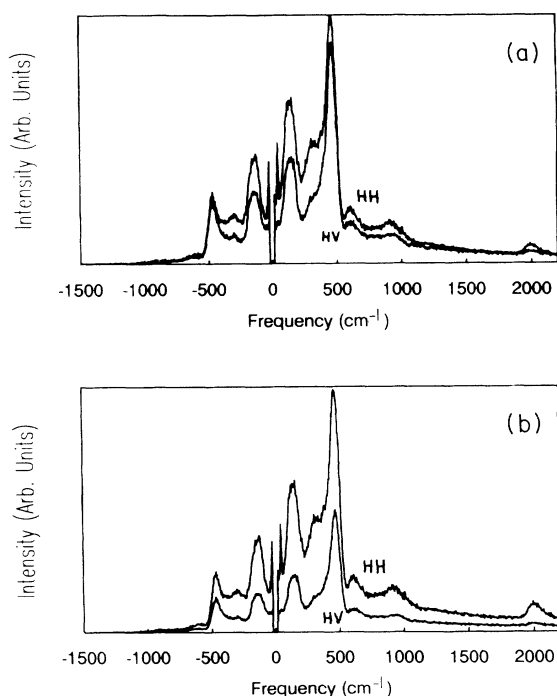 (a)
Intensity (Arb. Units)
HH
HV
-1500 -1000 -500 0 500 1000 1500 2000
Frequency (cm⁻¹)
(b)
Intensity (Arb. Units)
HH
HV
-1500 -1000 -500 0 500 1000 1500 2000
Frequency (cm⁻¹)